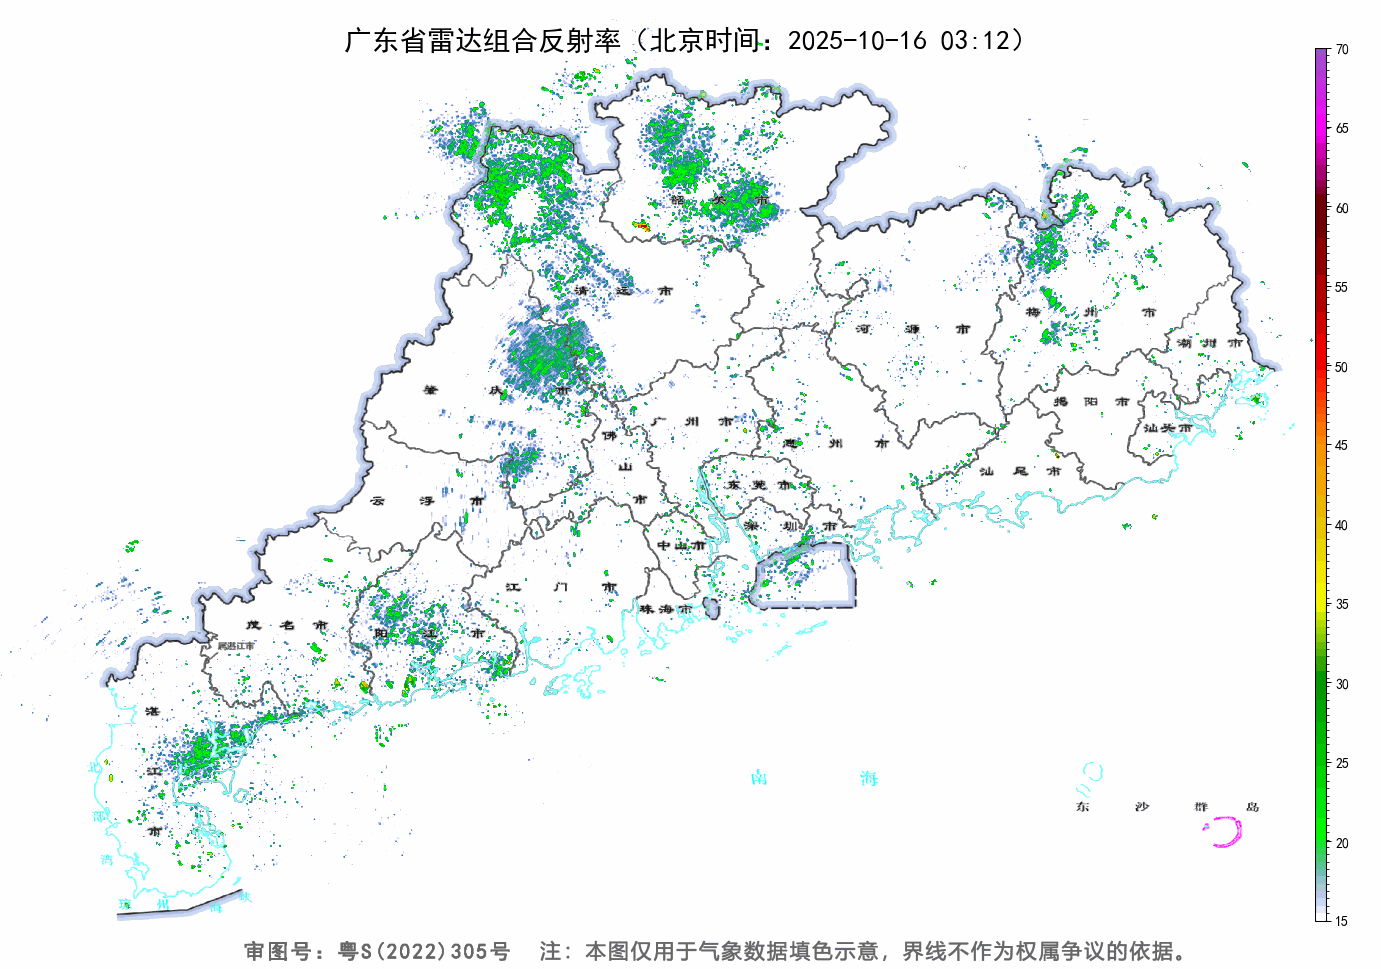 广东省雷达组合反射率（北京时间：2025-10-16 03:12）
70
65
60
55
50
45
40
35
30
25
20
15
韶 关 市
清 远 市
梅 州 市
河 源 市
潮 州 市
肇 庆 市
揭 阳 市
广 州 市
汕头市
佛 山 市
惠 州 市
汕 尾 市
东 莞 市
云 浮 市
深 圳 市
中山市
江 门 市
珠海市
茂 名 市
阳 江 市
属湛江市
湛 江 市
北 部 湾
南 海
东 沙 群 岛
琼 州 海 峡
审图号：粤S(2022)305号 注：本图仅用于气象数据填色示意，界线不作为权属争议的依据。